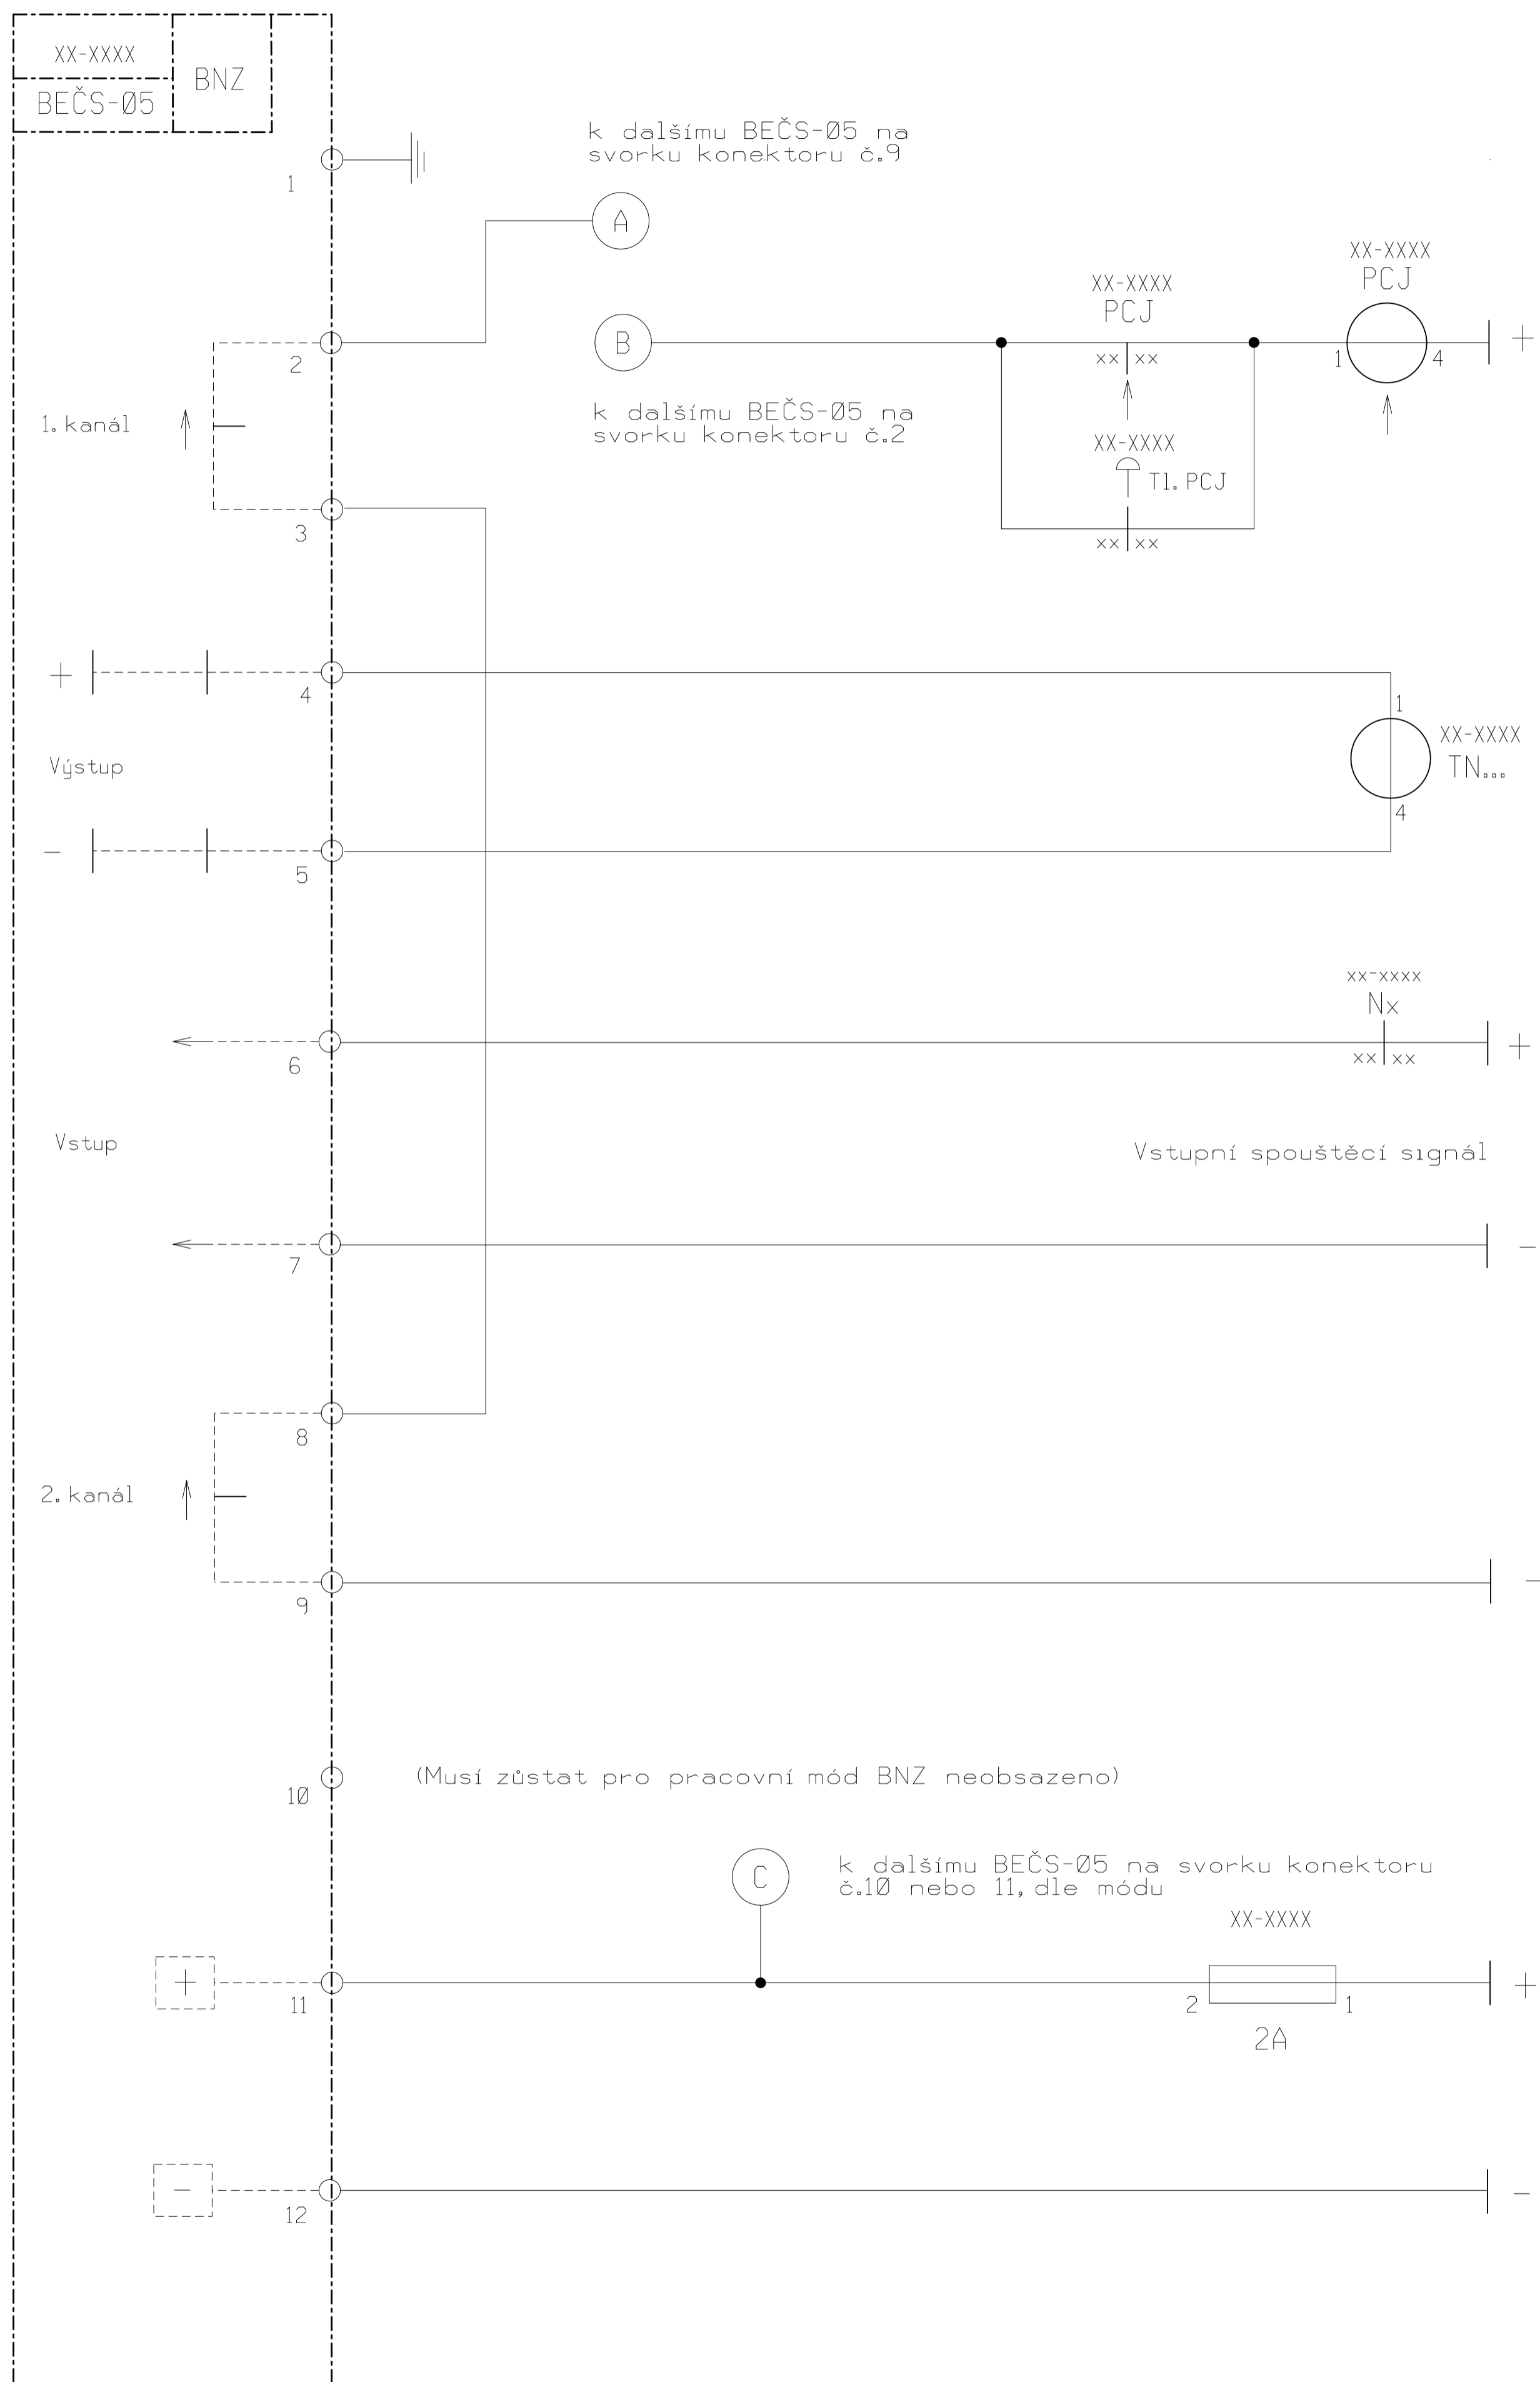 XX-XXXX
BNZ
BEČS-Ø5
k dalšímu BEČS-Ø5 na
svorku konektoru č.9
1
A
XX-XXXX
PCJ
XX-XXXX
PCJ
B
+
2
xx xx
1
4
1. kanál
k dalšímu BEČS-Ø5 na
svorku konektoru č.2
XX-XXXX
Tl. PCJ
3
xx xx
+
4
1
XX-XXXX
TN...
Výstup
4
-
5
xx-xxxx
Nx
+
6
xx xx
Vstup
Vstupní spouštěcí signál
7
-
8
2. kanál
9
-
10
(Musí zůstat pro pracovní mód BNZ neobsazeno)
C
k dalšímu BEČS-Ø5 na svorku konektoru
č.1Ø nebo 11, dle módu
XX-XXXX
+
11
2
1
+
2A
-
12
-